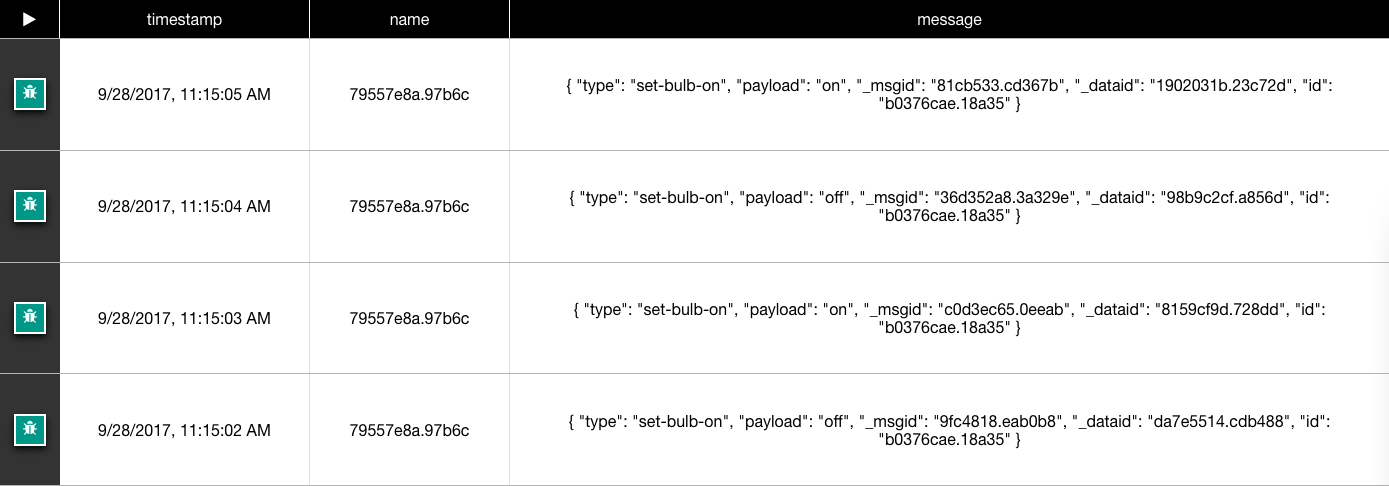 timestamp name message
9/28/2017, 11:15:05 AM 79557e8a.97b6c { "type": "set-bulb-on", "payload": "on", "_msgid": "81cb533.cd367b", "_dataid": "1902031b.23c72d", "id":
"b0376cae.18a35" }
9/28/2017, 11:15:04 AM 79557e8a.97b6c { "type": "set-bulb-on", "payload": "off", "_msgid": "36d352a8.3a329e", "_dataid": "98b9c2cf.a856d", "id":
"b0376cae.18a35" }
9/28/2017, 11:15:03 AM 79557e8a.97b6c { "type": "set-bulb-on", "payload": "on", "_msgid": "c0d3ec65.0eeab", "_dataid": "8159cf9d.728dd", "id":
"b0376cae.18a35" }
9/28/2017, 11:15:02 AM 79557e8a.97b6c { "type": "set-bulb-on", "payload": "off", "_msgid": "9fc4818.eab0b8", "_dataid": "da7e5514.cdb488", "id":
"b0376cae.18a35" }